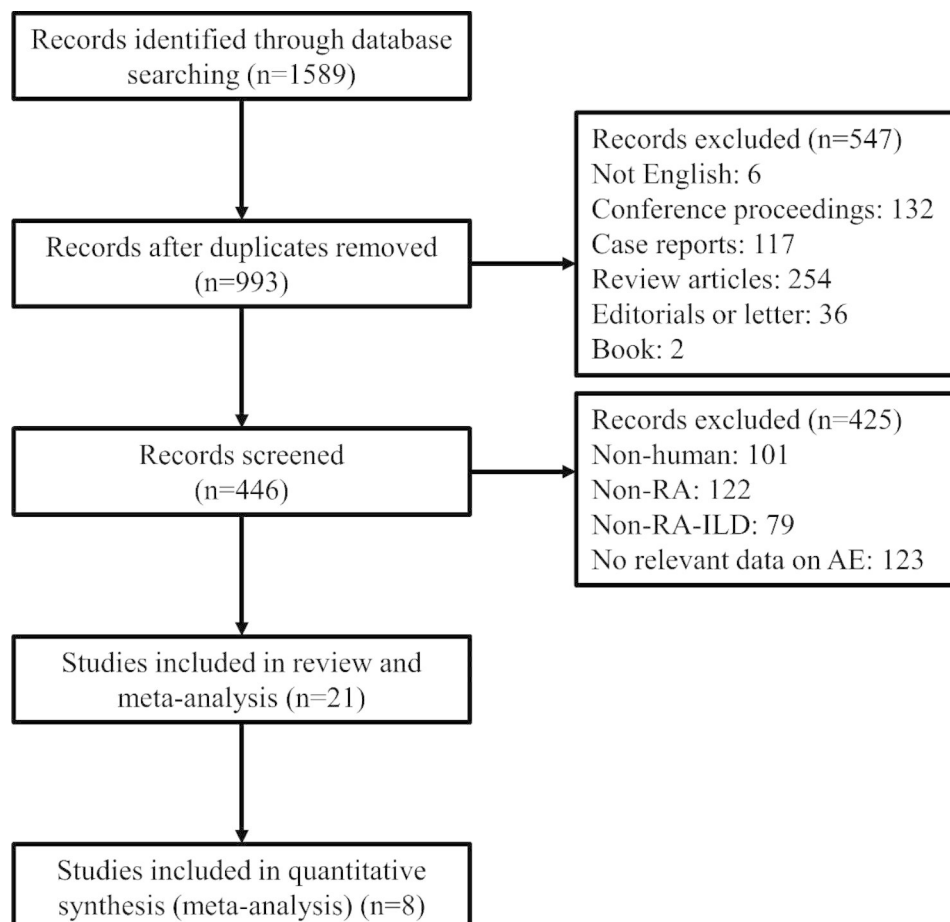 Records identified through database
searching (n=1589)
Records excluded (n=547)
Not English: 6
Conference proceedings: 132
Case reports: 117
Review articles: 254
Editorials or letter: 36
Book: 2
Records after duplicates removed
(n=993)
Records excluded (n=425)
Non-human: 101
Non-RA: 122
Non-RA-ILD: 79
No relevant data on AE: 123
Records screened
(n=446)
Studies included in review and
meta-analysis (n=21)
Studies included in quantitative
synthesis (meta-analysis) (n=8)